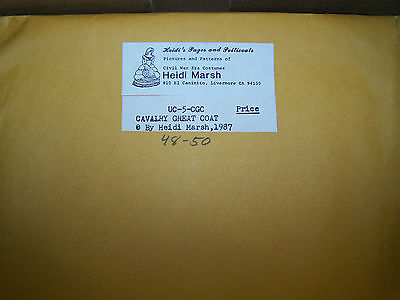 Heidi's Pages and Petticoats
Pictures and Patterns of
Civil War Era Costumes
Heidi Marsh
810 El Caminito, Livermore CA 94550
UC-5-CGC Price
CAVALRY GREAT COAT
© By Heidi Marsh,1987
48-50